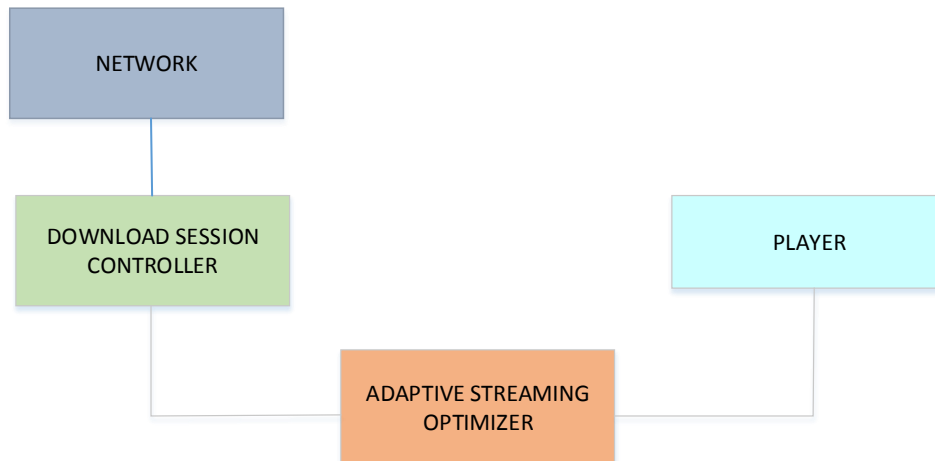 NETWORK
DOWNLOAD SESSION
CONTROLLER
PLAYER
ADAPTIVE STREAMING
OPTIMIZER